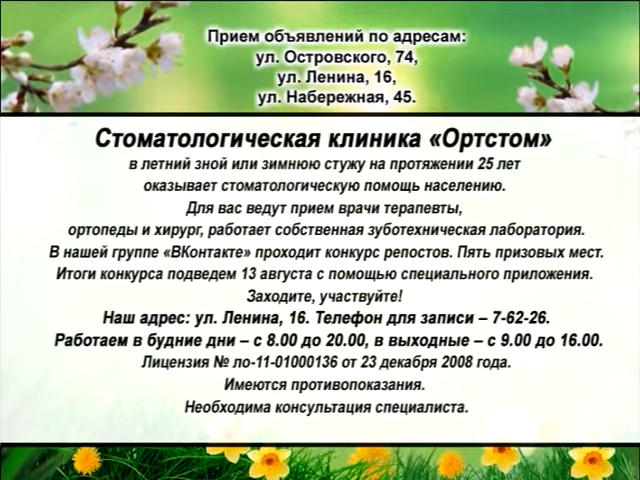 Прием объявлений по адресам:
ул. Островского, 74,
ул. Ленина, 16,
ул. Набережная, 45.
Стоматологическая клиника «Ортстом»
в летний зной или зимнюю стужу на протяжении 25 лет
оказывает стоматологическую помощь населению.
Для вас ведут прием врачи терапевты,
ортопеды и хирург, работает собственная зуботехническая лаборатория.
В нашей группе «ВКонтакте» проходит конкурс репостов. Пять призовых мест.
Итоги конкурса подведем 13 августа с помощью специального приложения.
Заходите, участвуйте!
Наш адрес: ул. Ленина, 16. Телефон для записи – 7-62-26.
Работаем в будние дни – с 8.00 до 20.00, в выходные – с 9.00 до 16.00.
Лицензия № ло-11-01000136 от 23 декабря 2008 года.
Имеются противопоказания.
Необходима консультация специалиста.